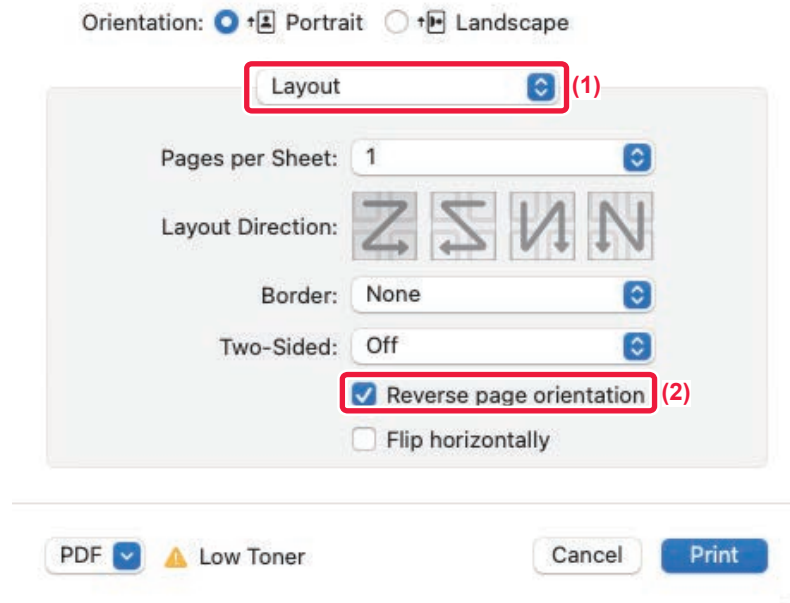 Orientation: Portrait Landscape
Layout (1)
Pages per Sheet: 1
Layout Direction:
Border: None
Two-Sided: Off
Reverse page orientation (2)
Flip horizontally
PDF Low Toner Cancel Print